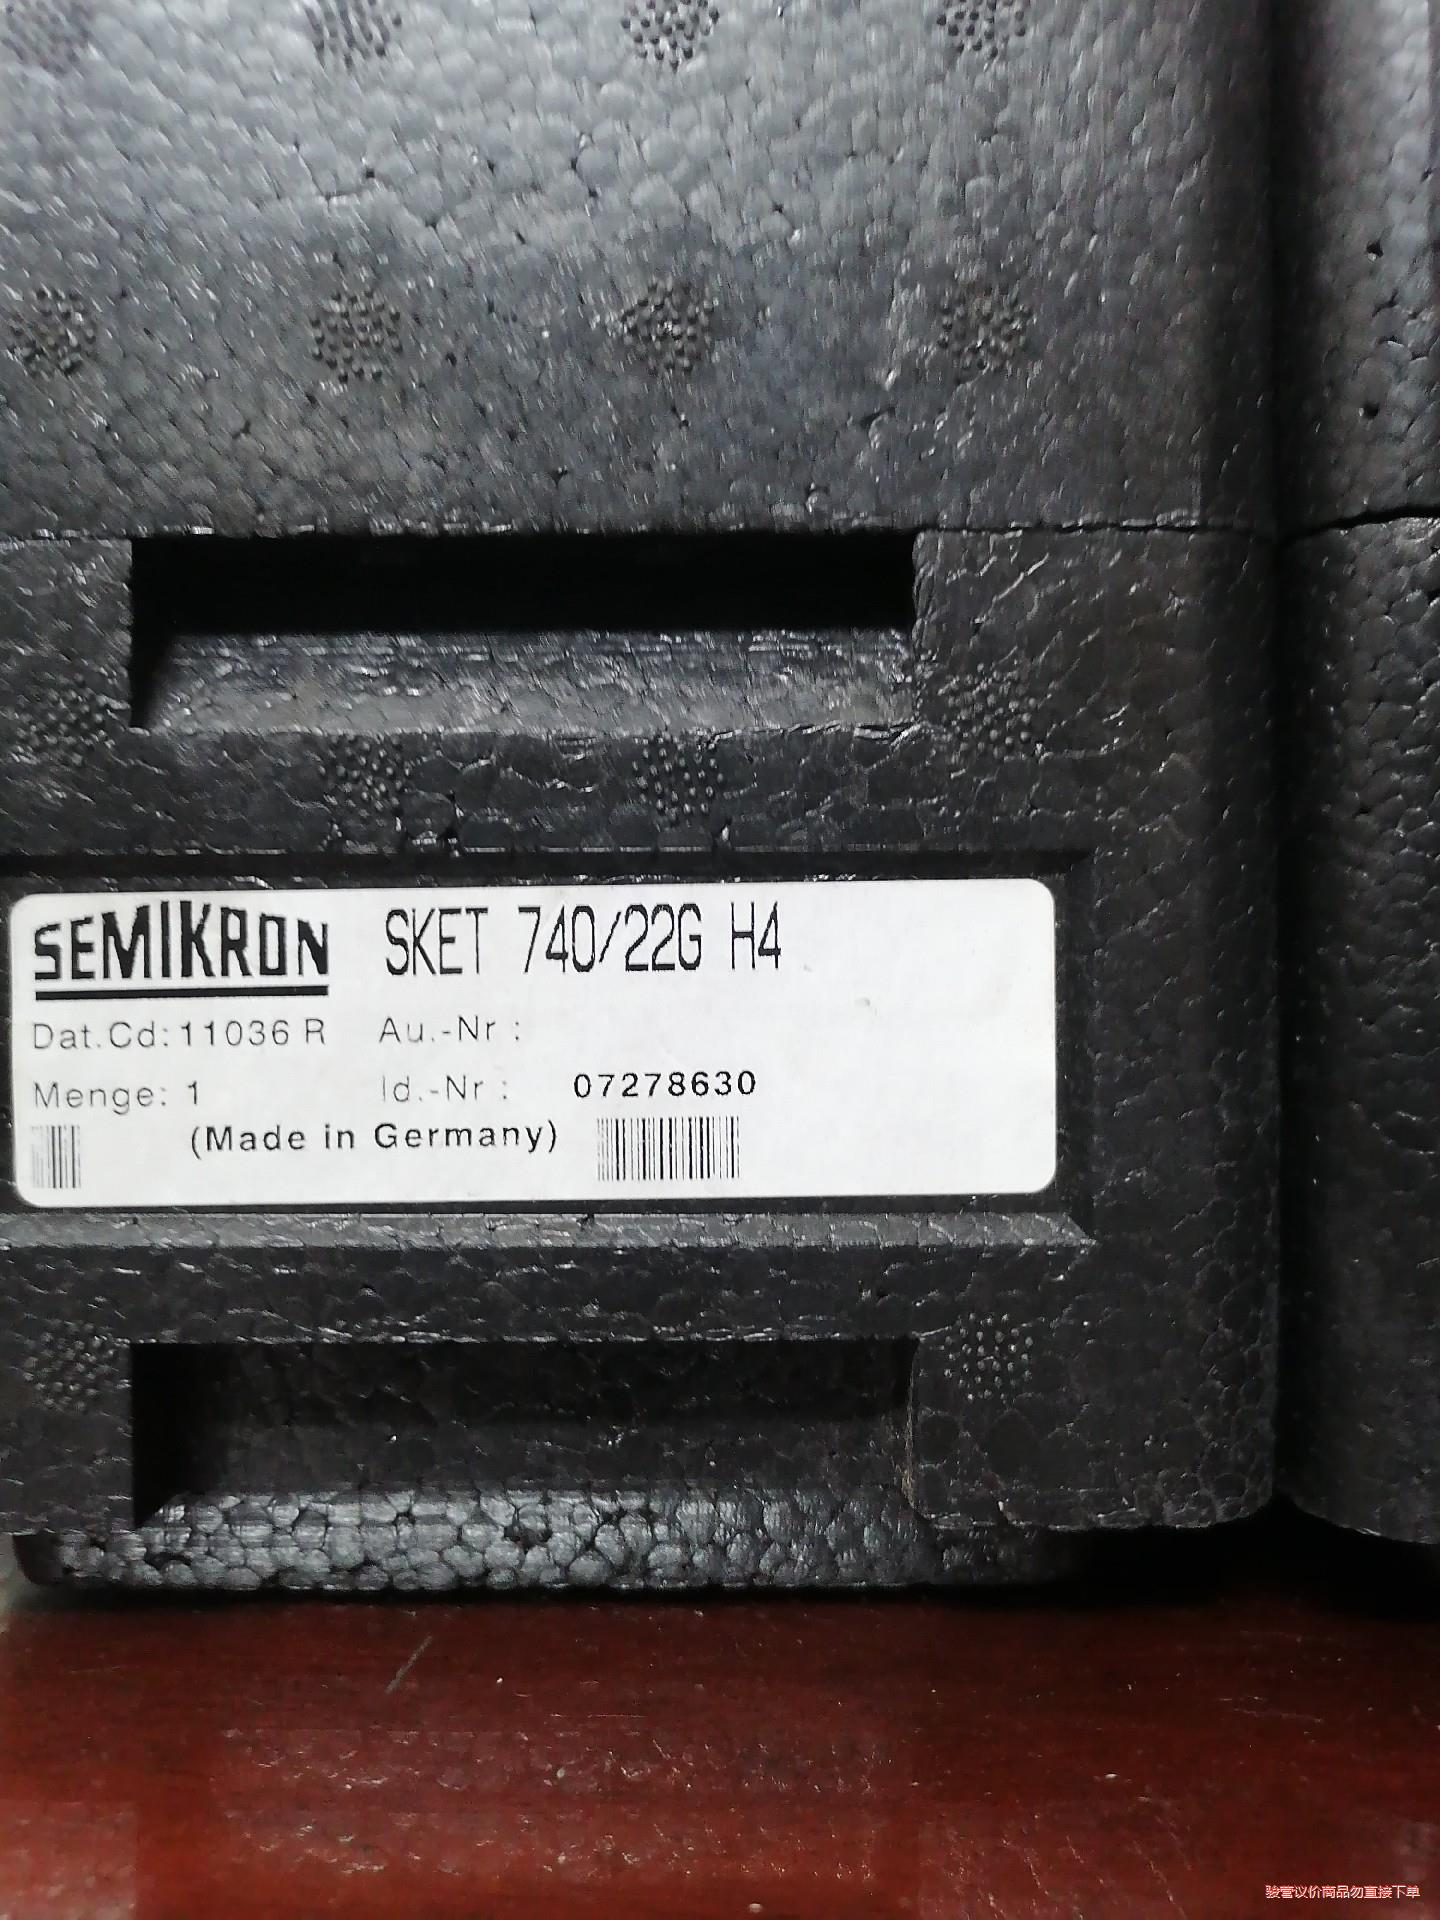 SEMIKRON SKET 740/22G H4
Dat.Cd: 11036 R Au.-Nr :
Menge: 1 Id.-Nr : 07278630
(Made in Germany)
骏营议价商品勿直接下单